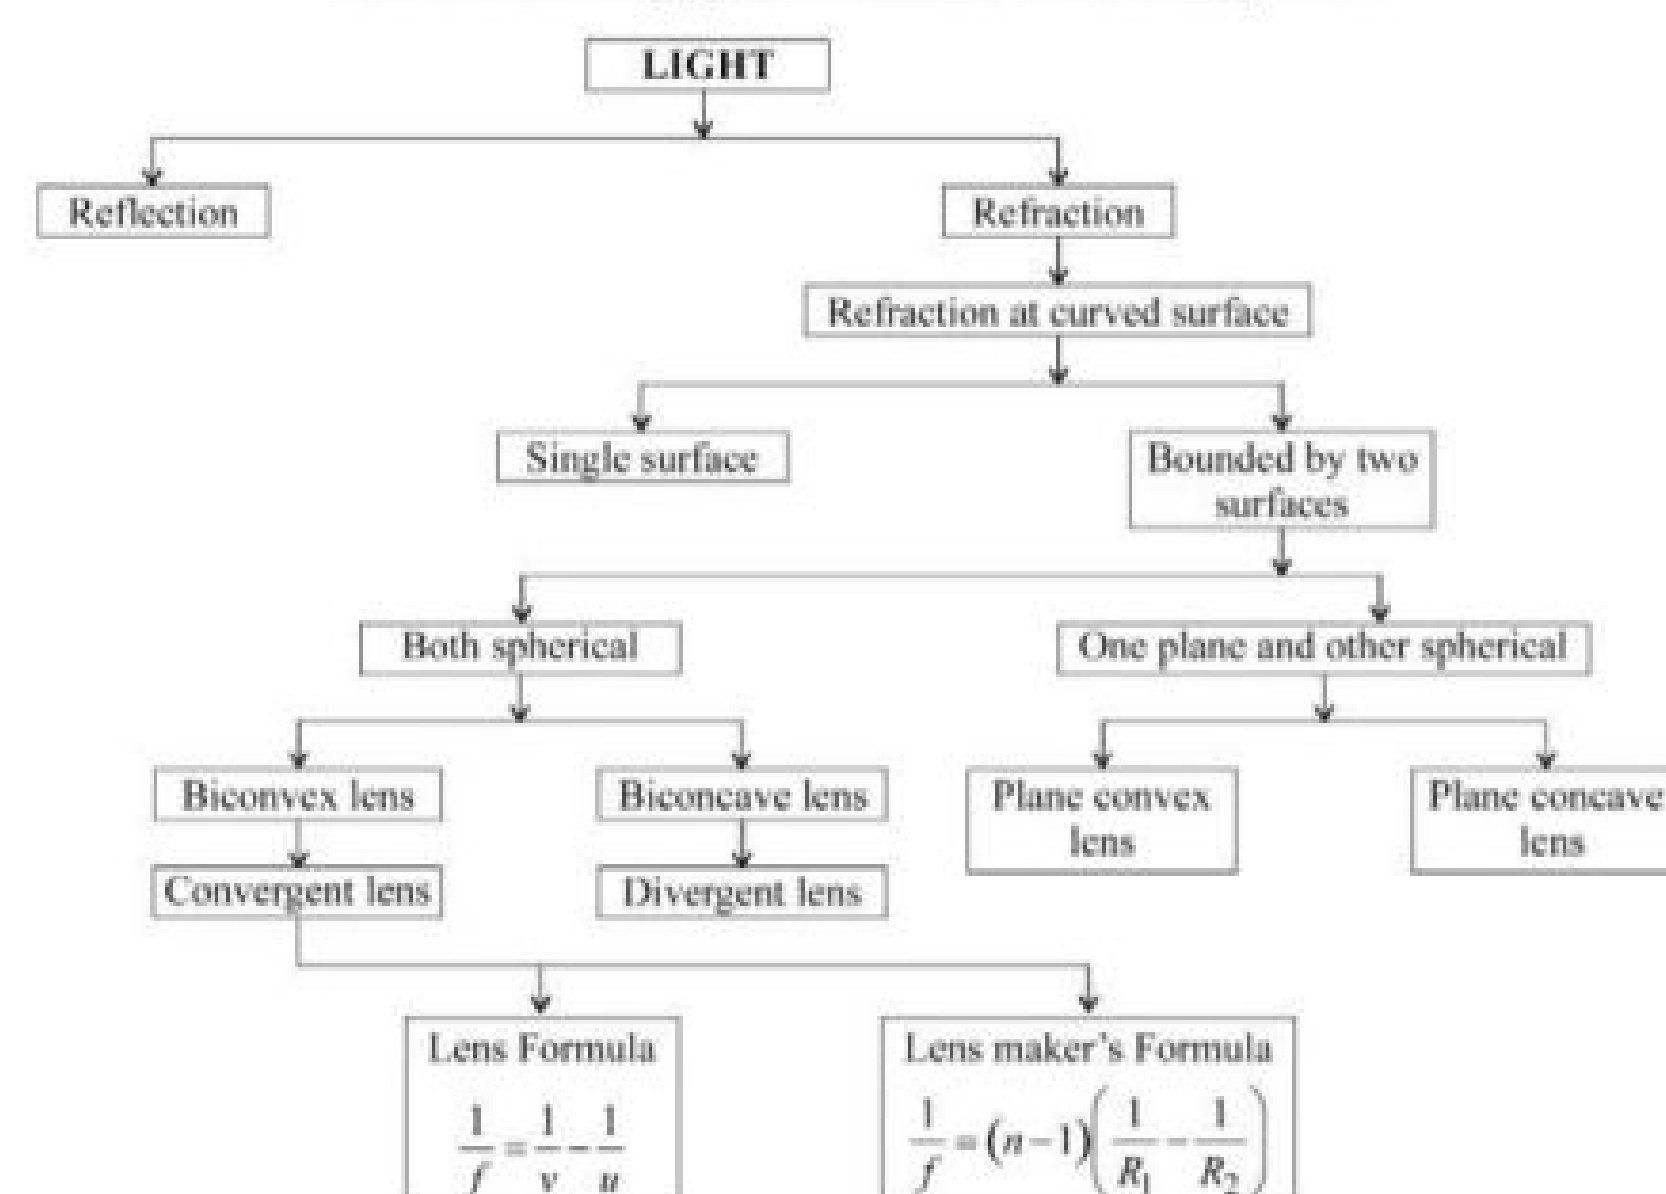 LIGHT
Reflection
Refraction
Refraction at curved surface
Single surface
Bounded by two
surfaces
Both spherical
One plane and other spherical
Biconvex lens
Biconcave lens
Plane convex
lens
Plane concave
lens
Convergent lens
Divergent lens
Lens Formula
1/f = 1/v − 1/u
Lens maker's Formula
1/f = (n−1)(1/R₁ − 1/R₂)